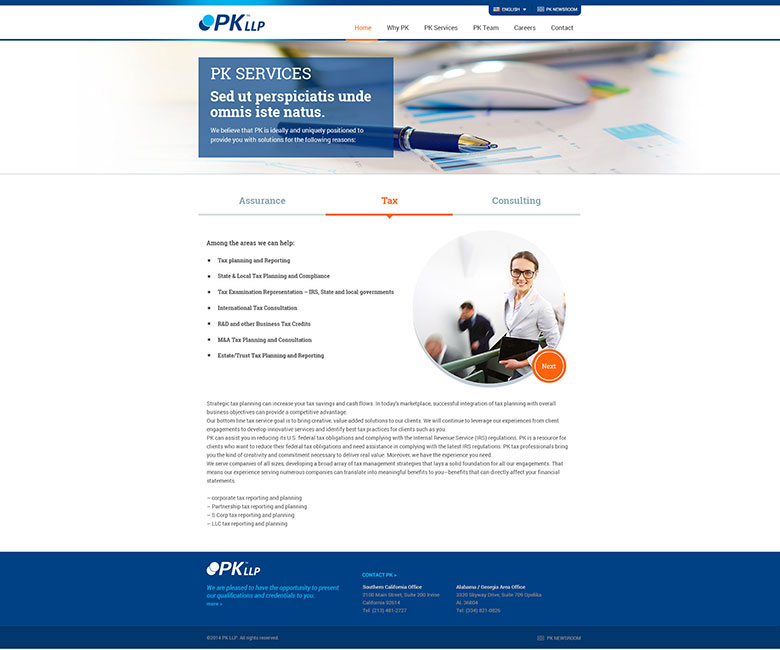 ENGLISH
PK NEWSROOM
PK LLP
Home
Why PK
PK Services
PK Team
Careers
Contact
PK SERVICES
Sed ut perspiciatis unde
omnis iste natus.
We believe that PK is ideally and uniquely positioned to
provide you with solutions for the following reasons:
Assurance
Tax
Consulting
Among the areas we can help:
• Tax planning and Reporting
• State & Local Tax Planning and Compliance
• Tax Examination Representation – IRS, State and local governments
• International Tax Consultation
• R&D and other Business Tax Credits
• M&A Tax Planning and Consultation
• Estate/Trust Tax Planning and Reporting
Next
Strategic tax planning can increase your tax savings and cash flows. In today's marketplace, successful integration of tax planning with overall
business objectives can provide a competitive advantage.
Our bottom line tax service goal is to bring creative, value added solutions to our clients. We will continue to leverage our experiences from client
engagements to develop innovative services and identify best tax practices for clients such as you.
PK can assist you in reducing its U.S. federal tax obligations and complying with the Internal Revenue Service (IRS) regulations. PK is a resource for
clients who want to reduce their federal tax obligations and need assistance in complying with the latest IRS regulations. PK tax professionals bring
you the kind of creativity and commitment necessary to deliver real value. Moreover, we have the experience you need.
We serve companies of all sizes, developing a broad array of tax management strategies that lays a solid foundation for all our engagements. That
means our experience serving numerous companies can translate into meaningful benefits to you—benefits that can directly affect your financial
statements.
– corporate tax reporting and planning
– Partnership tax reporting and planning
– S Corp tax reporting and planning
– LLC tax reporting and planning
PK LLP
We are pleased to have the opportunity to present
our qualifications and credentials to you.
more »
CONTACT PK »
Southern California Office
3150 Main Street, Suite 200 Irvine
California 92614
Tel: (213) 481-2727
Alabama / Georgia Area Office
2320 Skyway Drive, Suite 709 Opelika
AL 36804
Tel: (334) 821-0825
©2014 PK LLP. All rights reserved.
PK NEWSROOM